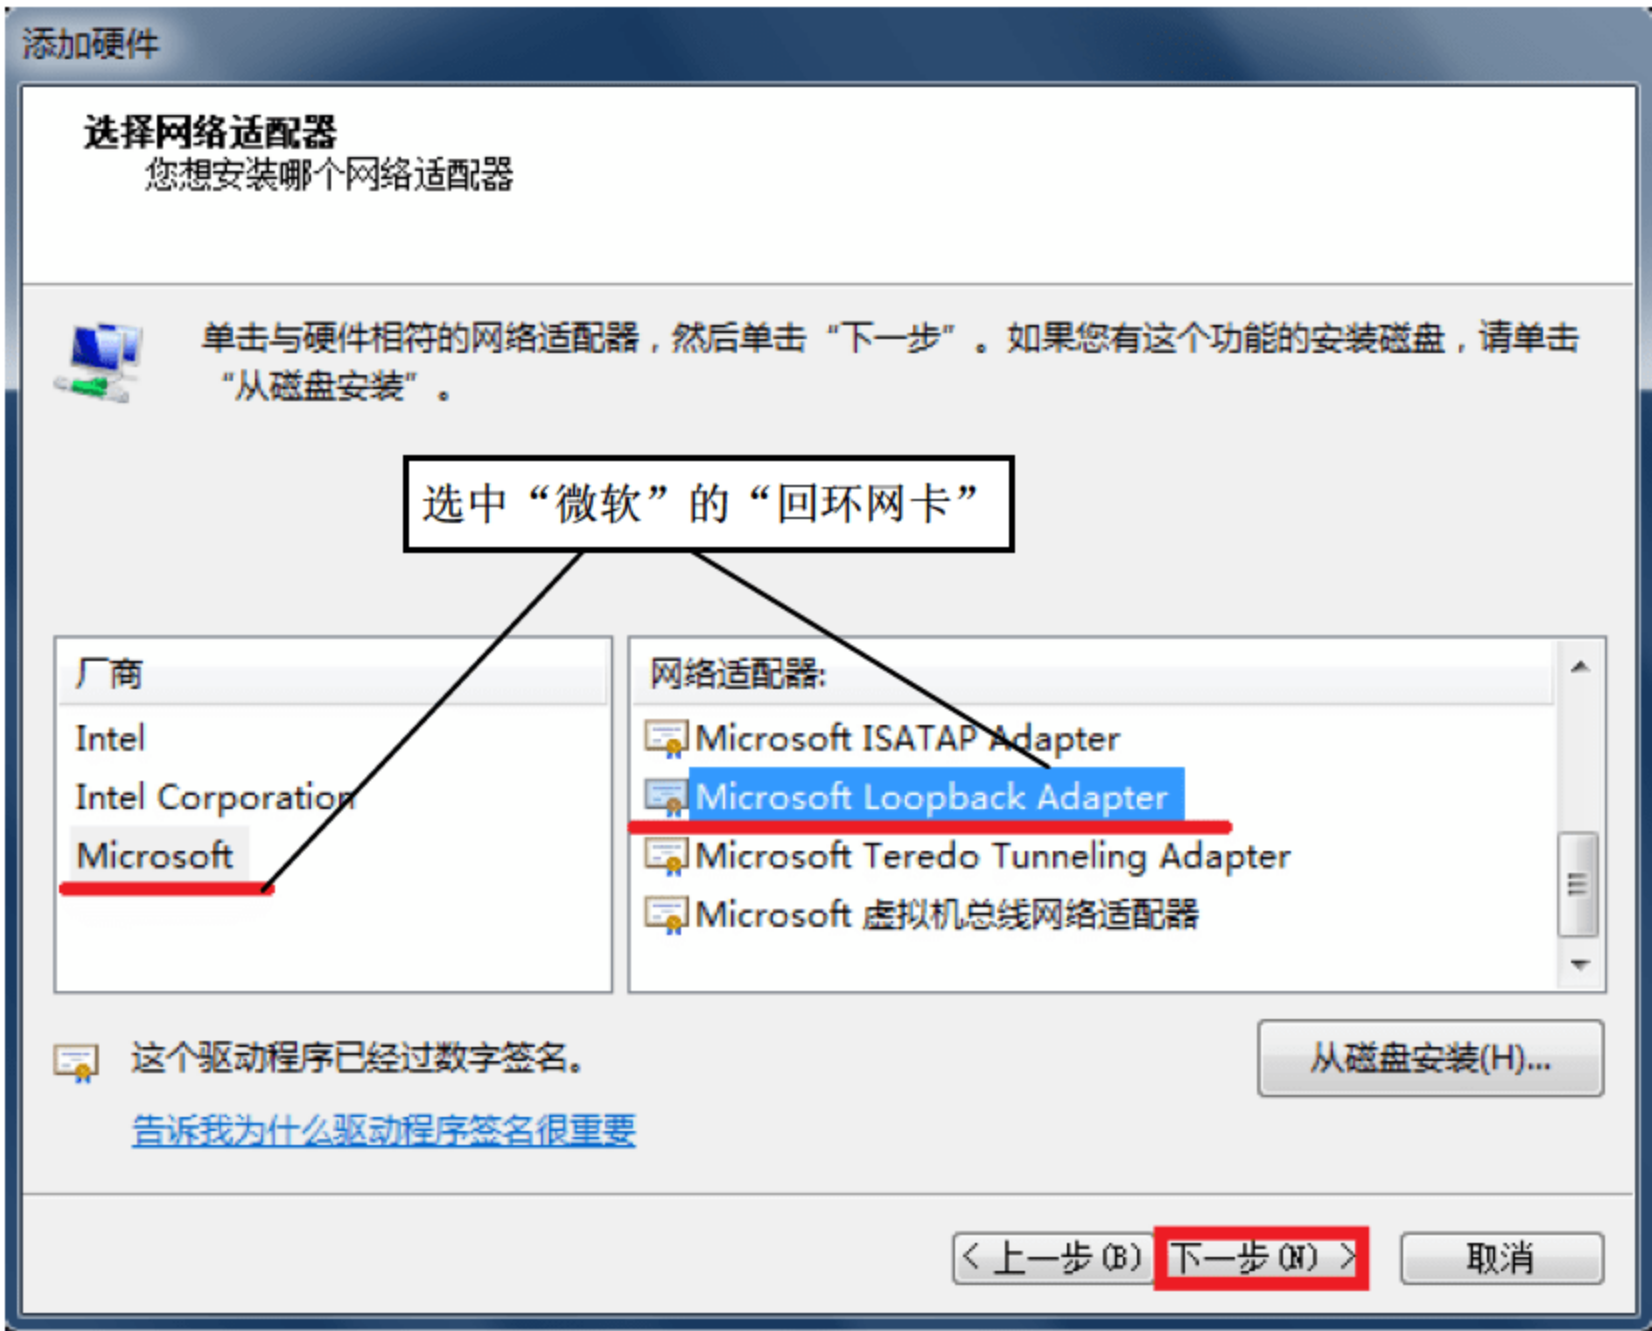 添加硬件
选择网络适配器
您想安装哪个网络适配器
单击与硬件相符的网络适配器，然后单击“下一步”。如果您有这个功能的安装磁盘，请单击
“从磁盘安装”。
选中“微软”的“回环网卡”
厂商
Intel
Intel Corporation
Microsoft
网络适配器:
Microsoft ISATAP Adapter
Microsoft Loopback Adapter
Microsoft Teredo Tunneling Adapter
Microsoft 虚拟机总线网络适配器
这个驱动程序已经过数字签名。
从磁盘安装(H)...
告诉我为什么驱动程序签名很重要
< 上一步(B)
下一步(N) >
取消